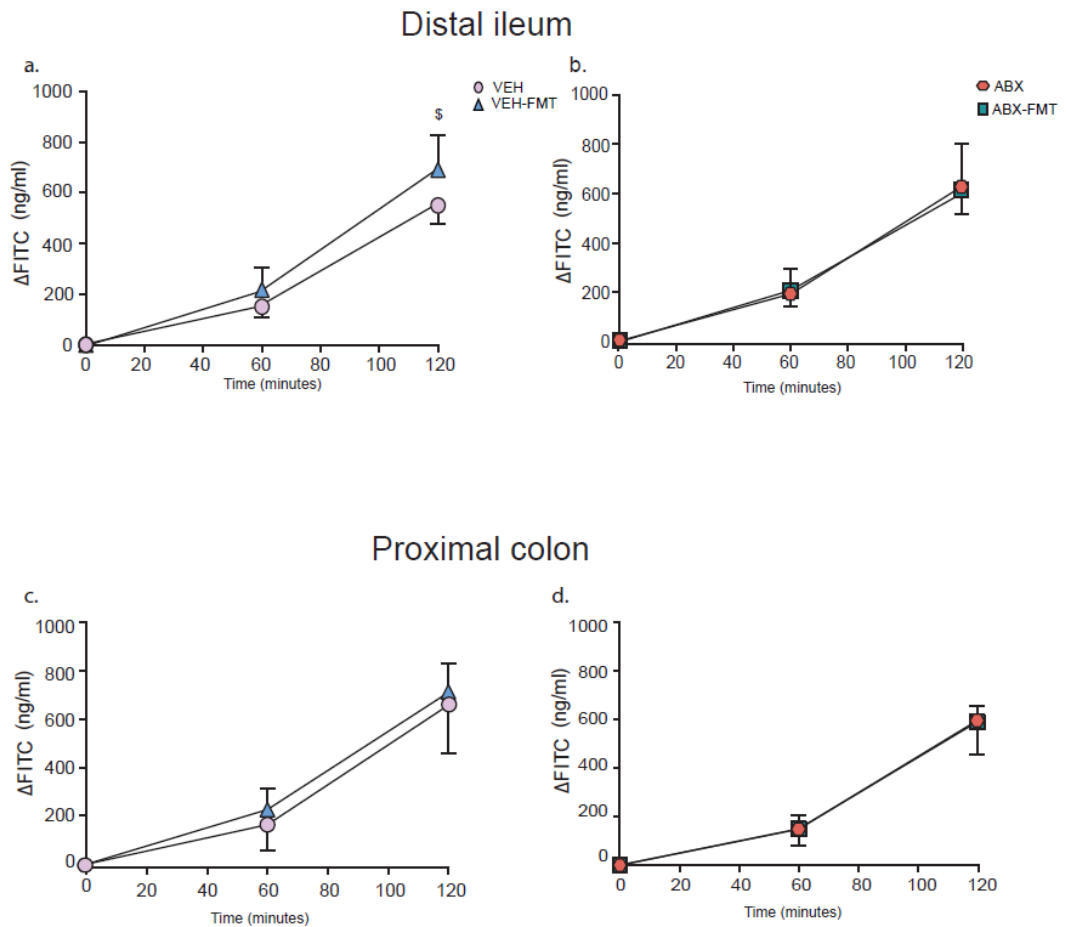 Distal ileum
a.
VEH
VEH-FMT
$
1000
800
600
400
200
0
ΔFITC (ng/ml)
0 20 40 60 80 100 120
Time (minutes)
b.
ABX
ABX-FMT
1000
800
600
400
200
0
ΔFITC (ng/ml)
0 20 40 60 80 100 120
Time (minutes)
Proximal colon
c.
1000
800
600
400
200
0
ΔFITC (ng/ml)
0 20 40 60 80 100 120
Time (minutes)
d.
1000
800
600
400
200
0
ΔFITC (ng/ml)
0 20 40 60 80 100 120
Time (minutes)